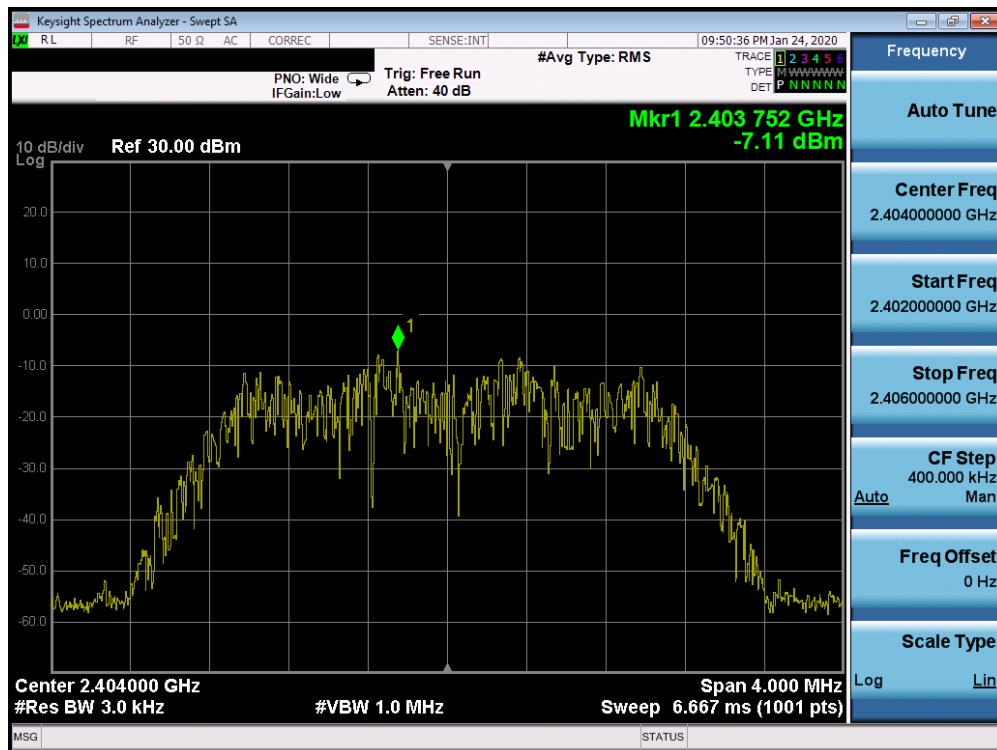 Keysight Spectrum Analyzer - Swept SA
LXI RL RF 50 Ω AC CORREC SENSE:INT 09:50:36 PM Jan 24, 2020
#Avg Type: RMS TRACE 1 2 3 4 5 6
PNO: Wide Trig: Free Run TYPE M WWWWW
IFGain:Low Atten: 40 dB DET P N N N N N
Mkr1 2.403 752 GHz
-7.11 dBm
10 dB/div Ref 30.00 dBm
Log
20.0
10.0
0.00
1
-10.0
-20.0
-30.0
-40.0
-50.0
-60.0
Center 2.404000 GHz Span 4.000 MHz
#Res BW 3.0 kHz #VBW 1.0 MHz Sweep 6.667 ms (1001 pts)
MSG STATUS
Frequency
Auto Tune
Center Freq
2.404000000 GHz
Start Freq
2.402000000 GHz
Stop Freq
2.406000000 GHz
CF Step
400.000 kHz
Auto Man
Freq Offset
0 Hz
Scale Type
Log Lin